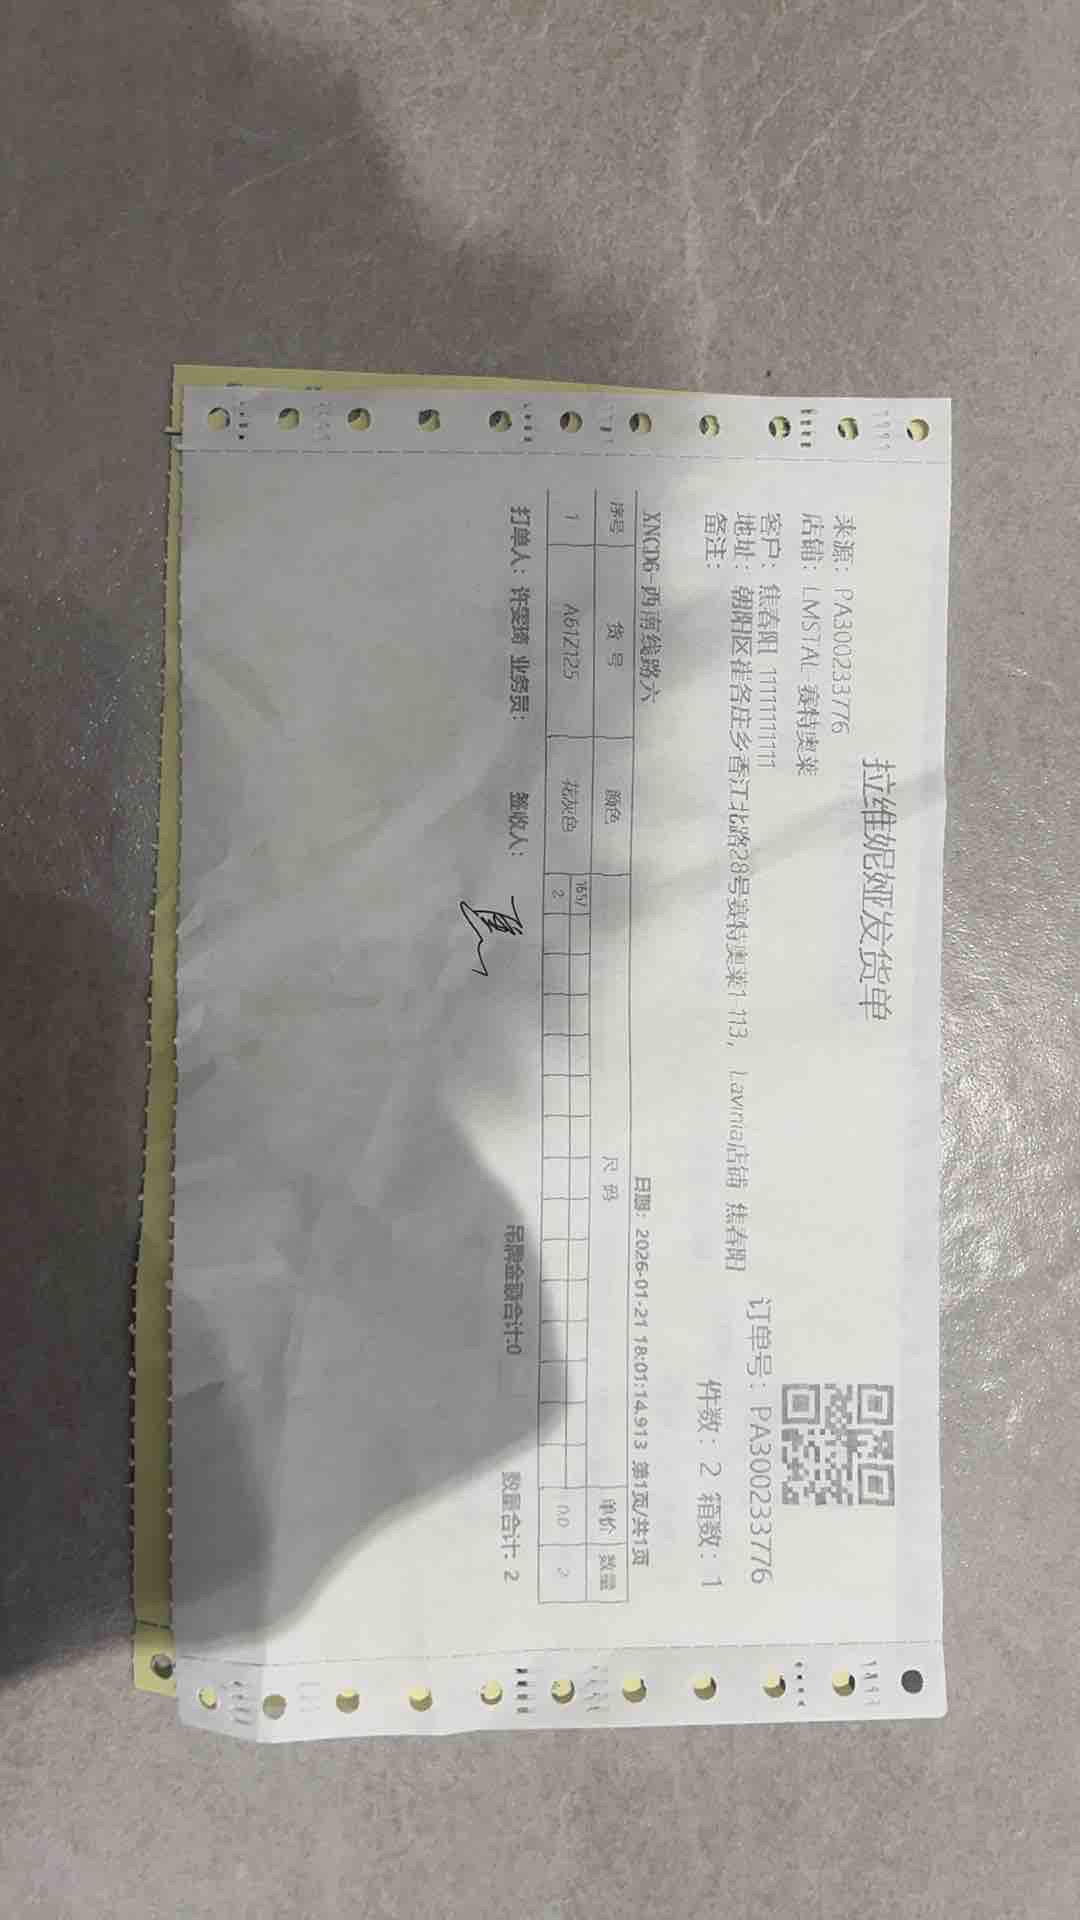 拉维妮娅发货单
来源：PA300233776
店铺：LMSTAL-赛特奥莱
客户：焦春阳 11111111111
订单号：PA300233776
地址：朝阳区崔各庄乡香江北路28号赛特奥莱1-113，Lavinia店铺 焦春阳
备注：
件数：2 箱数：1
XNCD6-西南线路六 日期：2026-01-21 18:01:14.913 第1页/共1页
序号 货号 颜色 尺码 单价 数量
1 A61Z125 花灰色 165/ 0.0 2
2
打单人：许雯琦 业务员： 签收人： 吊牌金额合计:0 数量合计：2